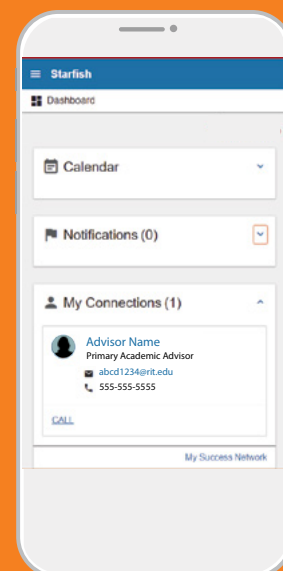 Starfish
Dashboard
Calendar
Notifications (0)
My Connections (1)
Advisor Name
Primary Academic Advisor
abcd1234@rit.edu
555-555-5555
CALL
My Success Network